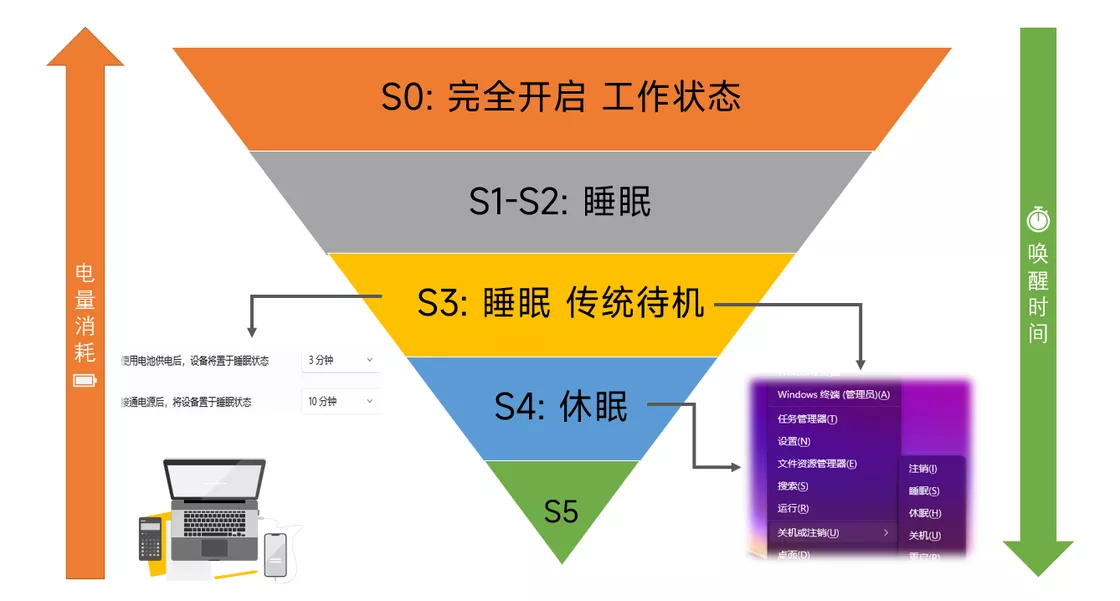 S0: 完全开启 工作状态
S1-S2: 睡眠
S3: 睡眠 传统待机
S4: 休眠
S5
电量消耗
唤醒时间
使用电池供电后，设备将置于睡眠状态
3 分钟
接通电源后，将设备置于睡眠状态
10 分钟
Windows 终端 (管理员)(A)
任务管理器(T)
设置(N)
文件资源管理器(E)
搜索(S)
运行(R)
关机或注销(U)
桌面(D)
注销(I)
睡眠(S)
休眠(H)
关机(U)
重启(R)